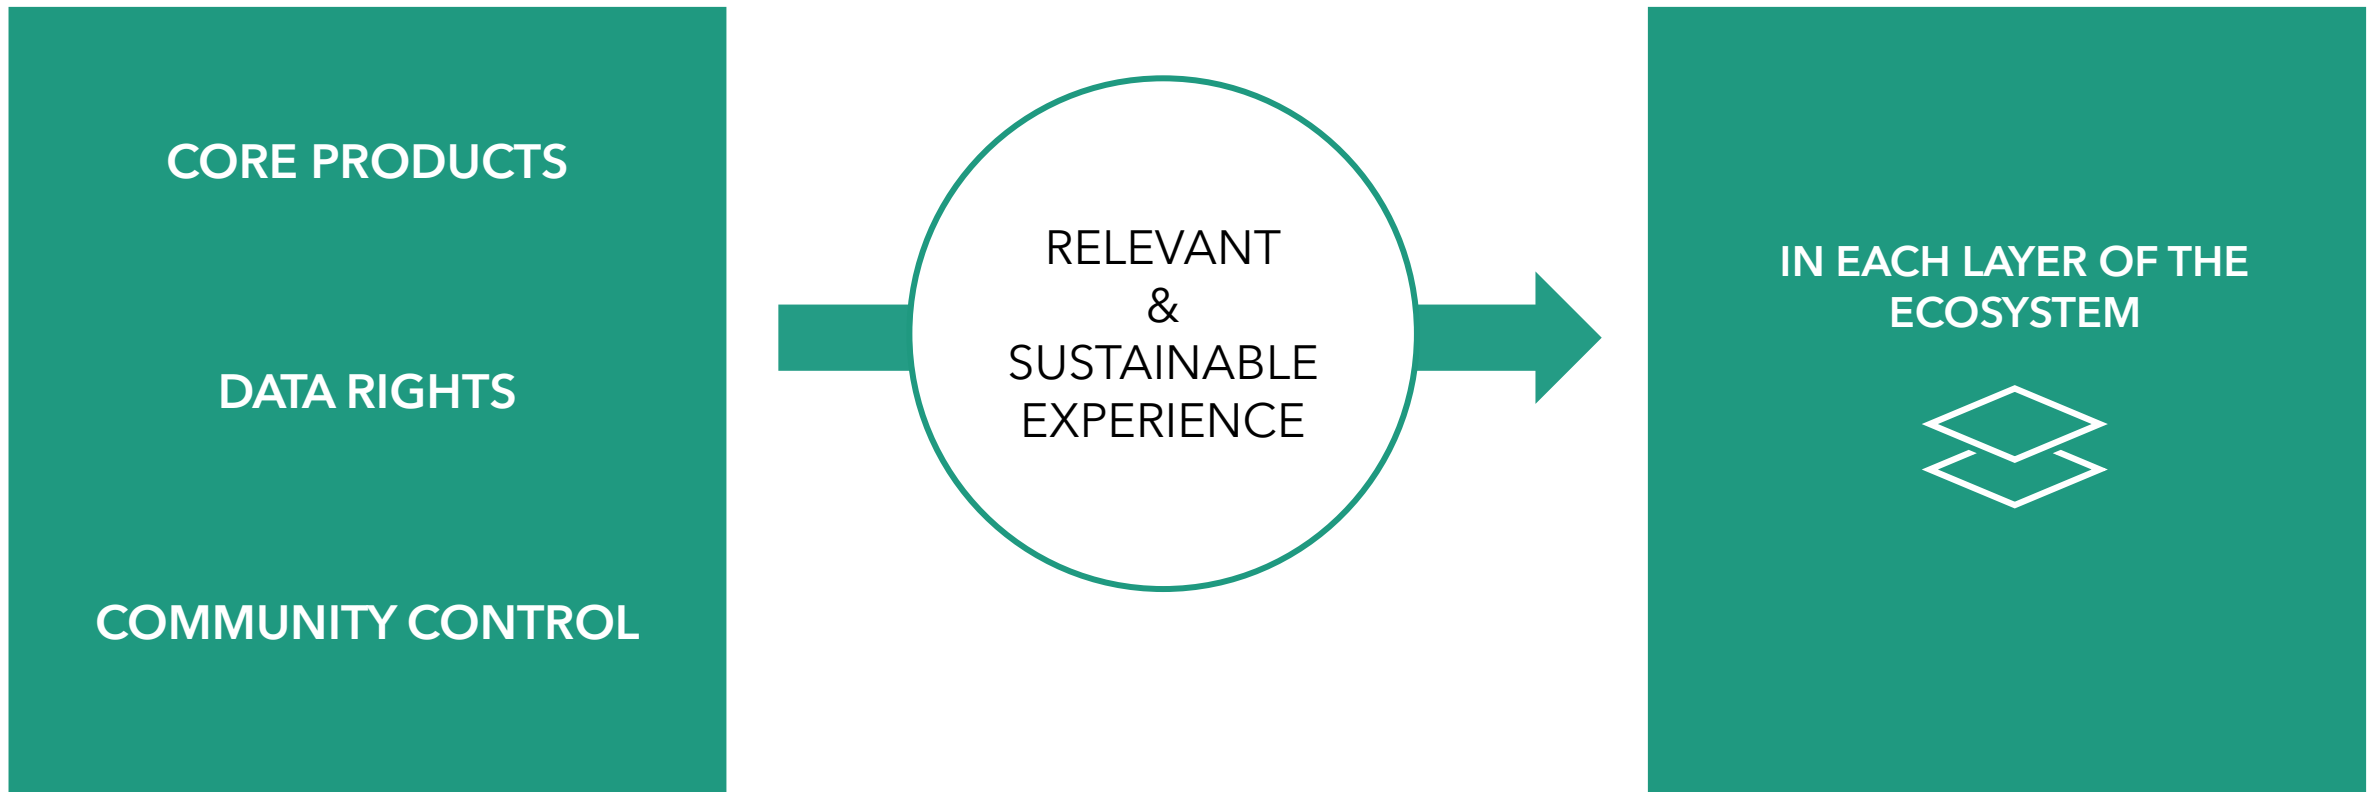 CORE PRODUCTS
DATA RIGHTS
COMMUNITY CONTROL
RELEVANT
&
SUSTAINABLE
EXPERIENCE
IN EACH LAYER OF THE
ECOSYSTEM